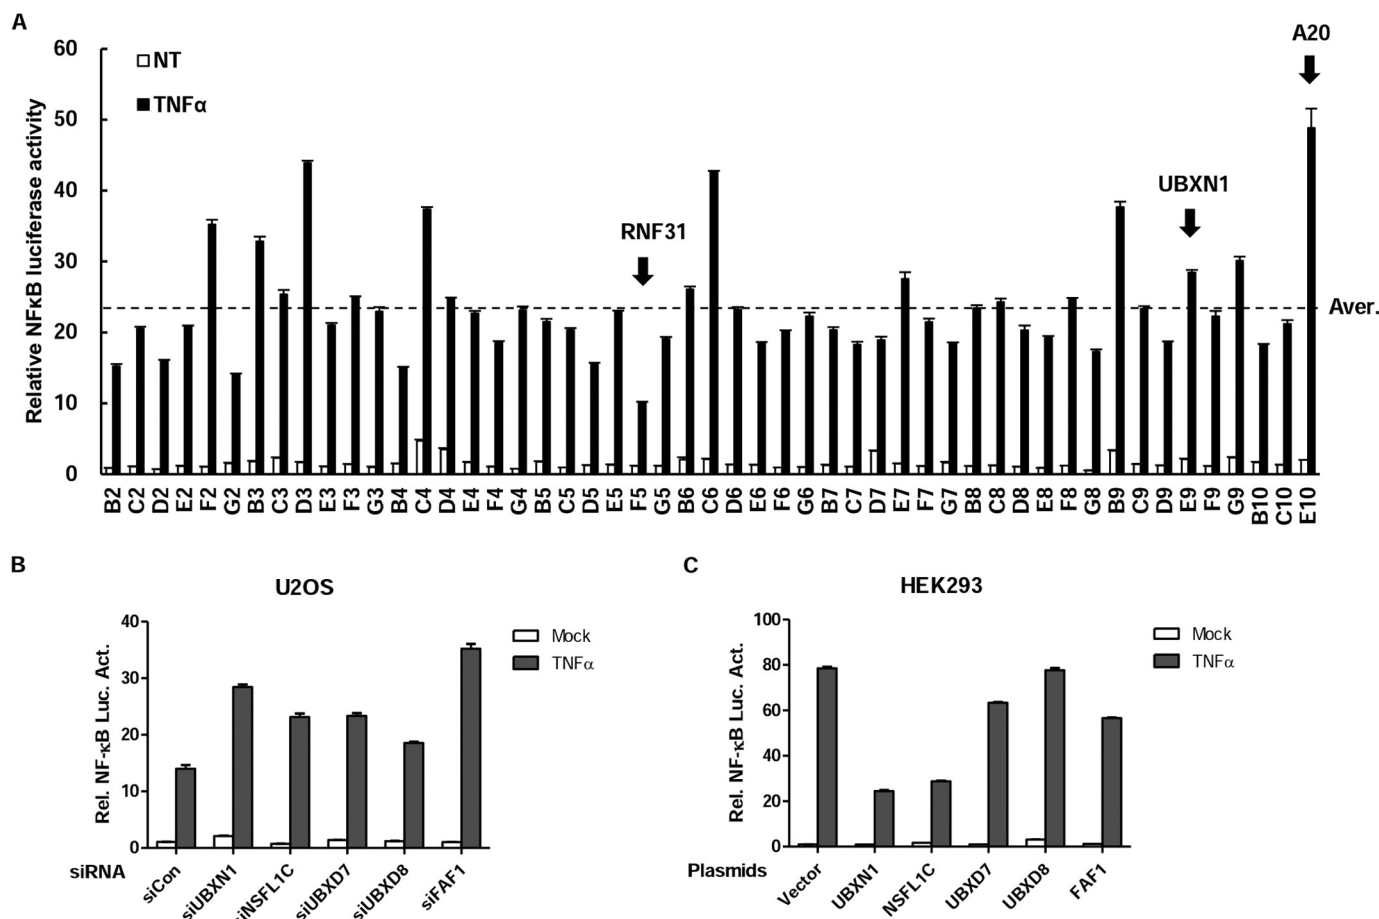 A
A20
60
NT
TNFα
50
UBXN1
40
RNF31
30
Aver.
20
10
0
Relative NFκB luciferase activity
B2 C2 D2 E2 F2 G2 B3 C3 D3 E3 F3 G3 B4 C4 D4 E4 F4 G4 B5 C5 D5 E5 F5 G5 B6 C6 D6 E6 F6 G6 B7 C7 D7 E7 F7 G7 B8 C8 D8 E8 F8 G8 B9 C9 D9 E9 F9 G9 B10 C10 E10
B
U2OS
40
30
20
10
0
Rel. NF-κB Luc. Act.
Mock
TNFα
siRNA
siCon siUBXN1 siNSFL1C siUBXD7 siUBXD8 siFAF1
C
HEK293
100
80
60
40
20
0
Rel. NF-κB Luc. Act.
Mock
TNFα
Plasmids
Vector UBXN1 NSFL1C UBXD7 UBXD8 FAF1